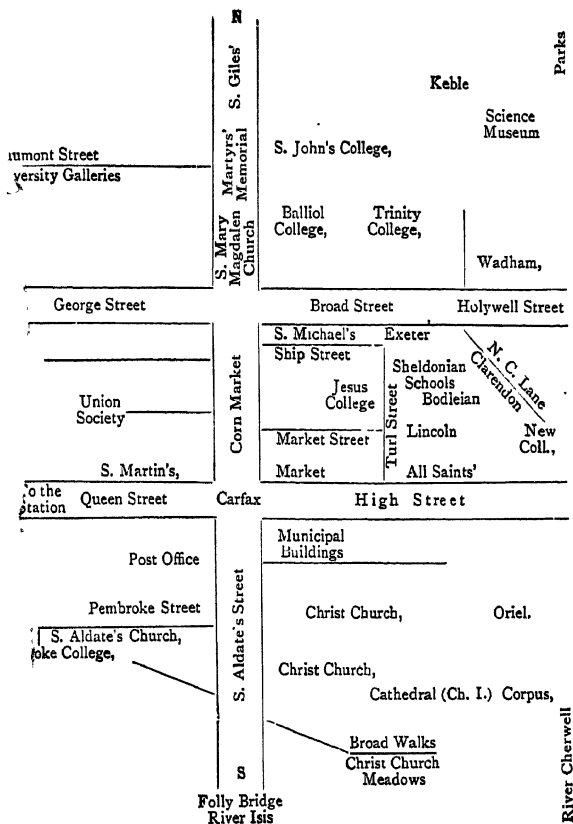 N
S. Giles'
Martyrs'
Memorial
S. Mary
Magdalen
Church
Parks
Keble
Science
Museum
S. John's College,
umont Street
versity Galleries
Balliol
College,
Trinity
College,
Wadham,
George Street
Broad Street
Holywell Street
S. Michael's
Exeter
Ship Street
N. C. Lane
Clarendon
Sheldonian
Schools
Bodleian
Jesus
College
Turl Street
Corn Market
Union
Society
Lincoln
New
Coll.,
Market Street
S. Martin's,
Market
All Saints'
o the
tation
Queen Street
Carfax
High Street
Municipal
Buildings
Post Office
S. Aldate's Street
Pembroke Street
Christ Church,
Oriel.
S. Aldate's Church,
oke College,
Christ Church,
Cathedral (Ch. I.) Corpus,
Broad Walks
Christ Church
Meadows
River Cherwell
S
Folly Bridge
River Isis